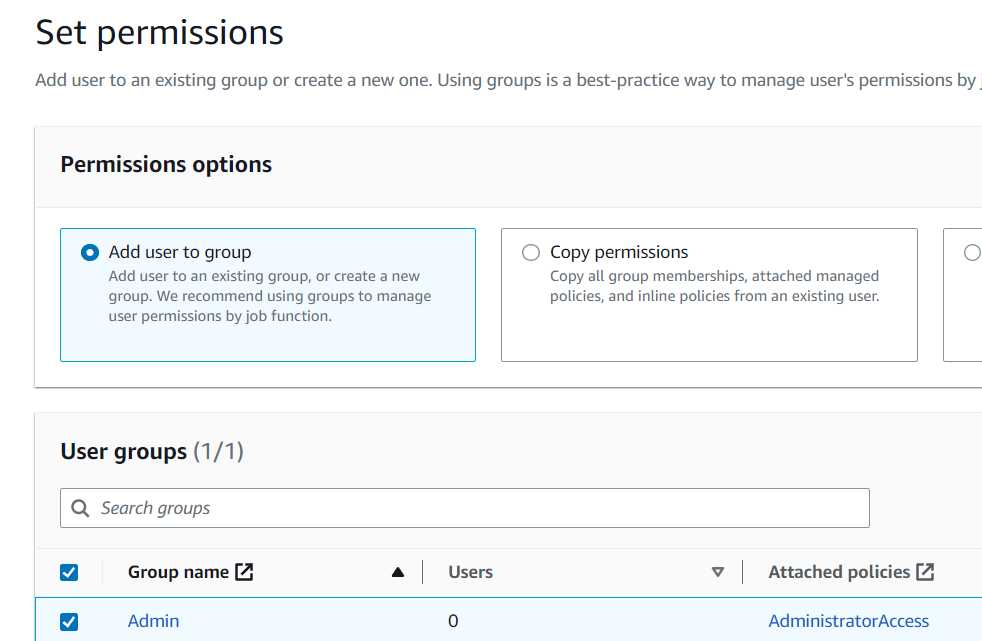 Set permissions
Add user to an existing group or create a new one. Using groups is a best-practice way to manage user's permissions by
Permissions options
Add user to group
Add user to an existing group, or create a new
group. We recommend using groups to manage
user permissions by job function.
Copy permissions
Copy all group memberships, attached managed
policies, and inline policies from an existing user.
User groups (1/1)
Search groups
Group name Users Attached policies
Admin 0 AdministratorAccess